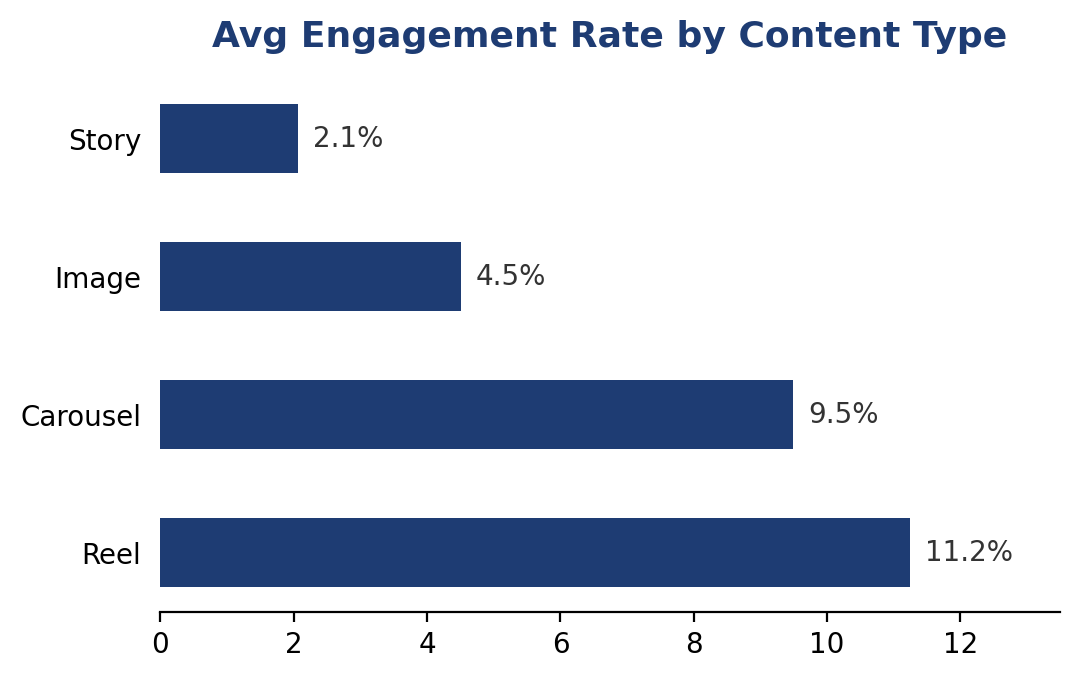 Avg Engagement Rate by Content Type
Story 2.1%
Image 4.5%
Carousel 9.5%
Reel 11.2%
0 2 4 6 8 10 12